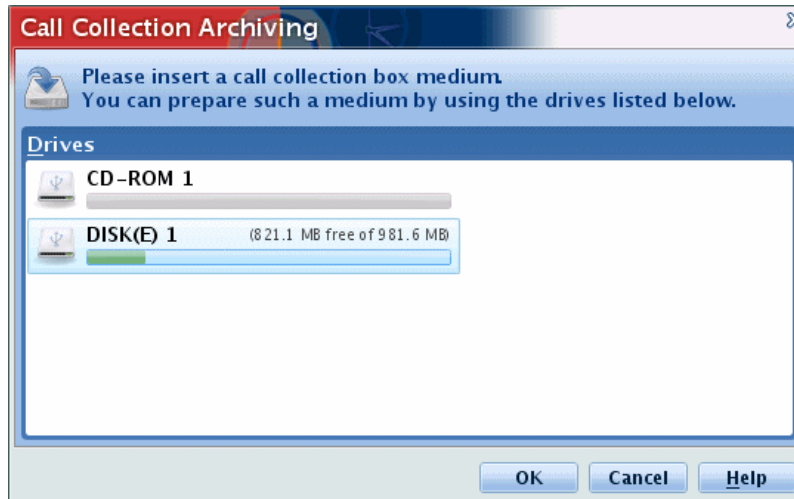 Call Collection Archiving
Please insert a call collection box medium.
You can prepare such a medium by using the drives listed below.
Drives
CD-ROM 1
DISK(E) 1 (821.1 MB free of 981.6 MB)
OK Cancel Help